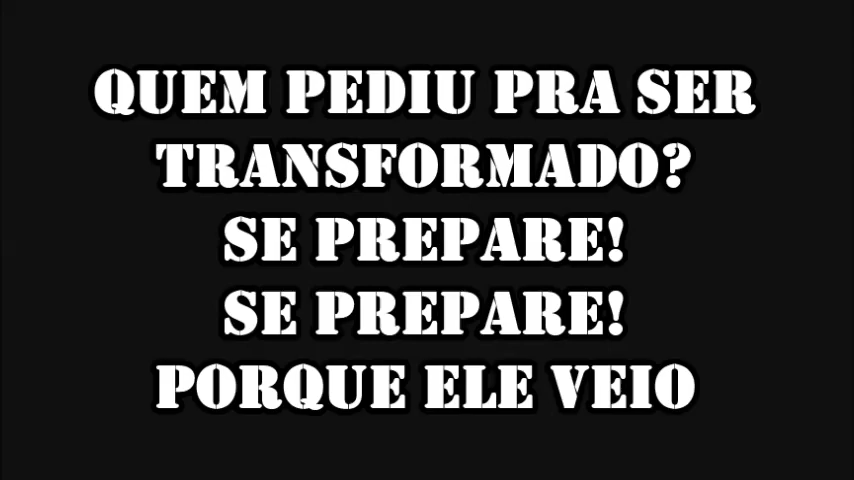 QUEM PEDIU PRA SER
TRANSFORMADO?
SE PREPARE!
SE PREPARE!
PORQUE ELE VEIO